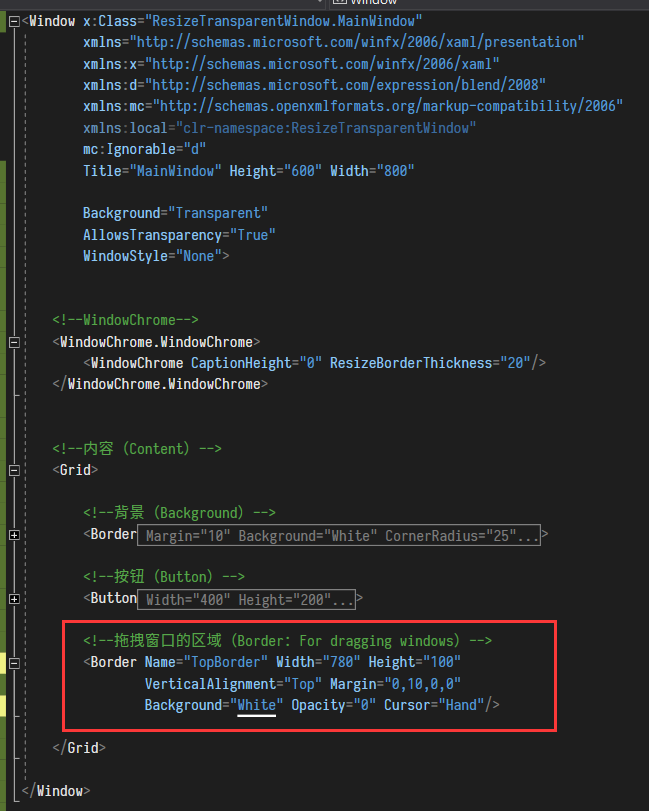 Window
<Window x:Class="ResizeTransparentWindow.MainWindow"
xmlns="http://schemas.microsoft.com/winfx/2006/xaml/presentation"
xmlns:x="http://schemas.microsoft.com/winfx/2006/xaml"
xmlns:d="http://schemas.microsoft.com/expression/blend/2008"
xmlns:mc="http://schemas.openxmlformats.org/markup-compatibility/2006"
xmlns:local="clr-namespace:ResizeTransparentWindow"
mc:Ignorable="d"
Title="MainWindow" Height="600" Width="800"
Background="Transparent"
AllowsTransparency="True"
WindowStyle="None">
<!--WindowChrome-->
<WindowChrome.WindowChrome>
<WindowChrome CaptionHeight="0" ResizeBorderThickness="20"/>
</WindowChrome.WindowChrome>
<!--内容（Content）-->
<Grid>
<!--背景（Background）-->
<Border Margin="10" Background="White" CornerRadius="25"...>
<!--按钮（Button）-->
<Button Width="400" Height="200"...>
<!--拖拽窗口的区域（Border：For dragging windows）-->
<Border Name="TopBorder" Width="780" Height="100"
VerticalAlignment="Top" Margin="0,10,0,0"
Background="White" Opacity="0" Cursor="Hand"/>
</Grid>
</Window>